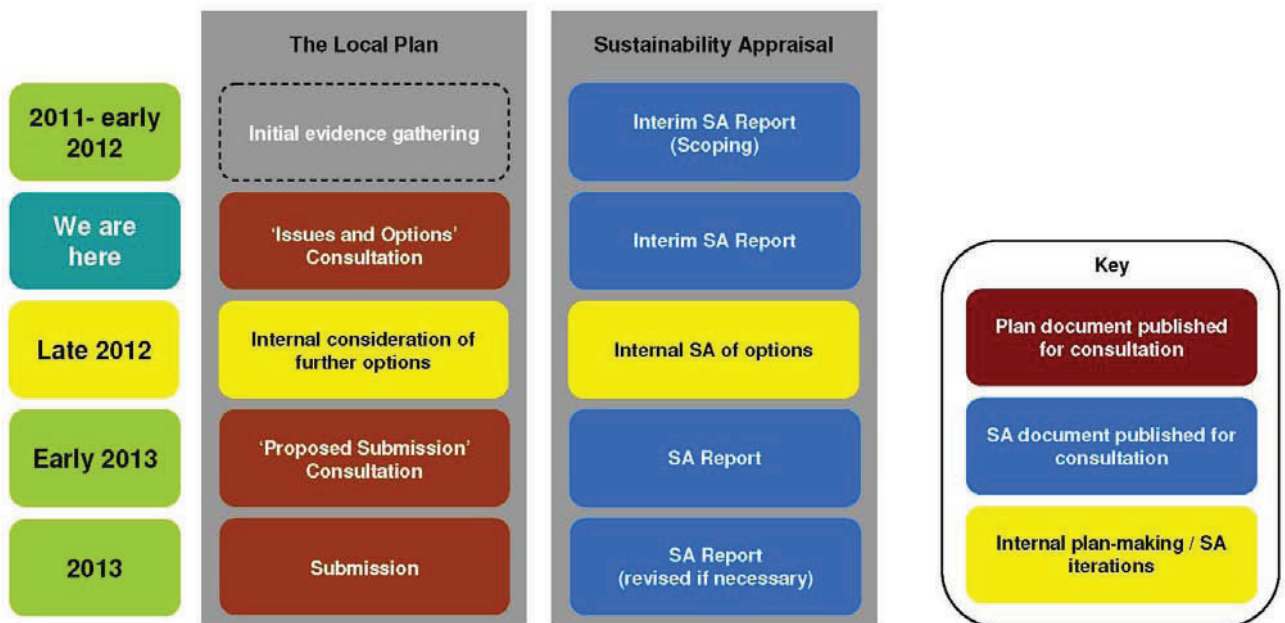 The Local Plan
Sustainability Appraisal
2011- early
2012
Initial evidence gathering
Interim SA Report
(Scoping)
We are
here
‘Issues and Options’
Consultation
Interim SA Report
Late 2012
Internal consideration of
further options
Internal SA of options
Early 2013
‘Proposed Submission’
Consultation
SA Report
2013
Submission
SA Report
(revised if necessary)
Key
Plan document published
for consultation
SA document published for
consultation
Internal plan-making / SA
iterations